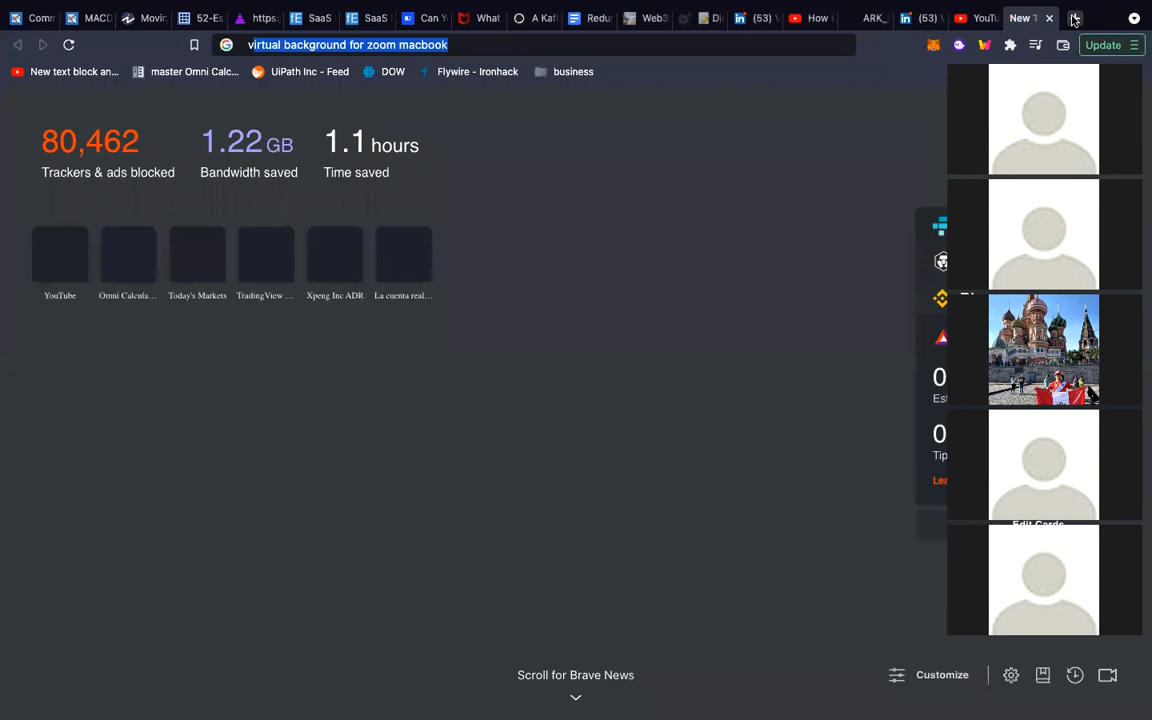 Comm MACD Movin 52-Es https: SaaS SaaS Can Y What A Kaf Redu Web3 Di (53) How ARK_ (53) YouTu New T
virtual background for zoom macbook
Update
New text block an... master Omni Calc... UiPath Inc - Feed DOW Flywire - Ironhack business
80,462 1.22 GB 1.1 hours
Trackers & ads blocked Bandwidth saved Time saved
YouTube Omni Calcula... Today's Markets TradingView ... Xpeng Inc ADR La cuenta real...
0
Est
0
Tip
Lea
Edit Cards
Scroll for Brave News
Customize